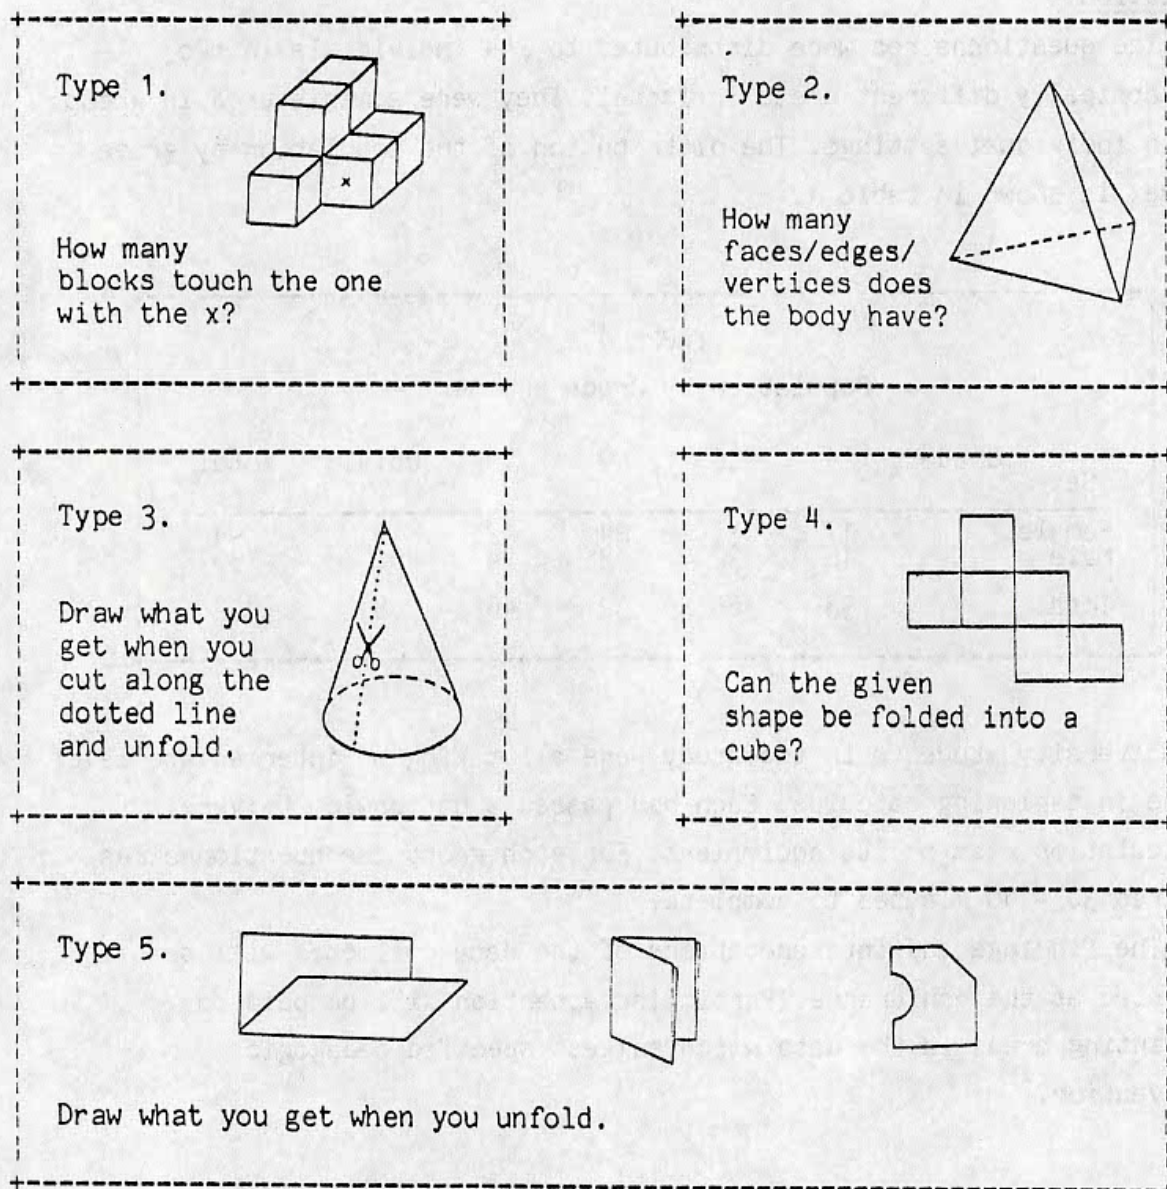 Type 1.
x
How many
blocks touch the one
with the x?
Type 2.
How many
faces/edges/
vertices does
the body have?
Type 3.
Draw what you
get when you
cut along the
dotted line
and unfold.
Type 4.
Can the given
shape be folded into a
cube?
Type 5.
Draw what you get when you unfold.